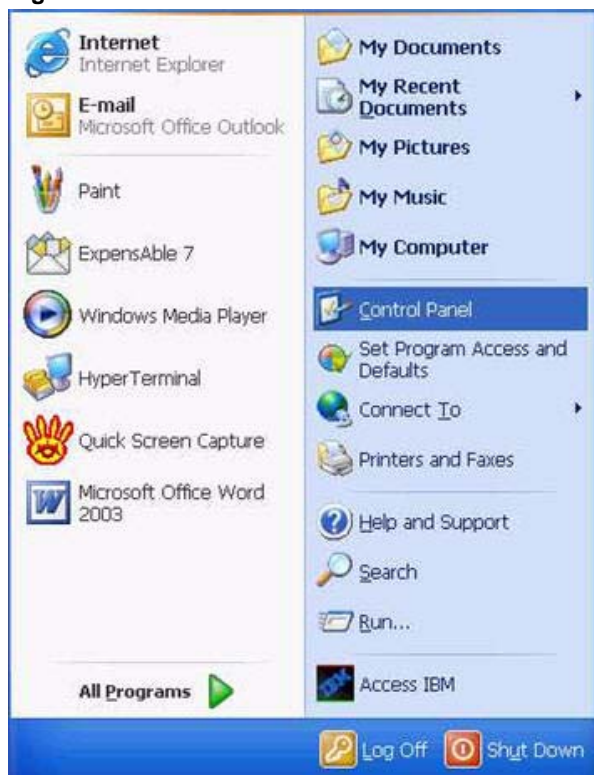 Internet
Internet Explorer
E-mail
Microsoft Office Outlook
Paint
ExpensAble 7
Windows Media Player
HyperTerminal
Quick Screen Capture
Microsoft Office Word
2003
All Programs
My Documents
My Recent
Documents
My Pictures
My Music
My Computer
Control Panel
Set Program Access and
Defaults
Connect To
Printers and Faxes
Help and Support
Search
Run...
Access IBM
Log Off
Shut Down